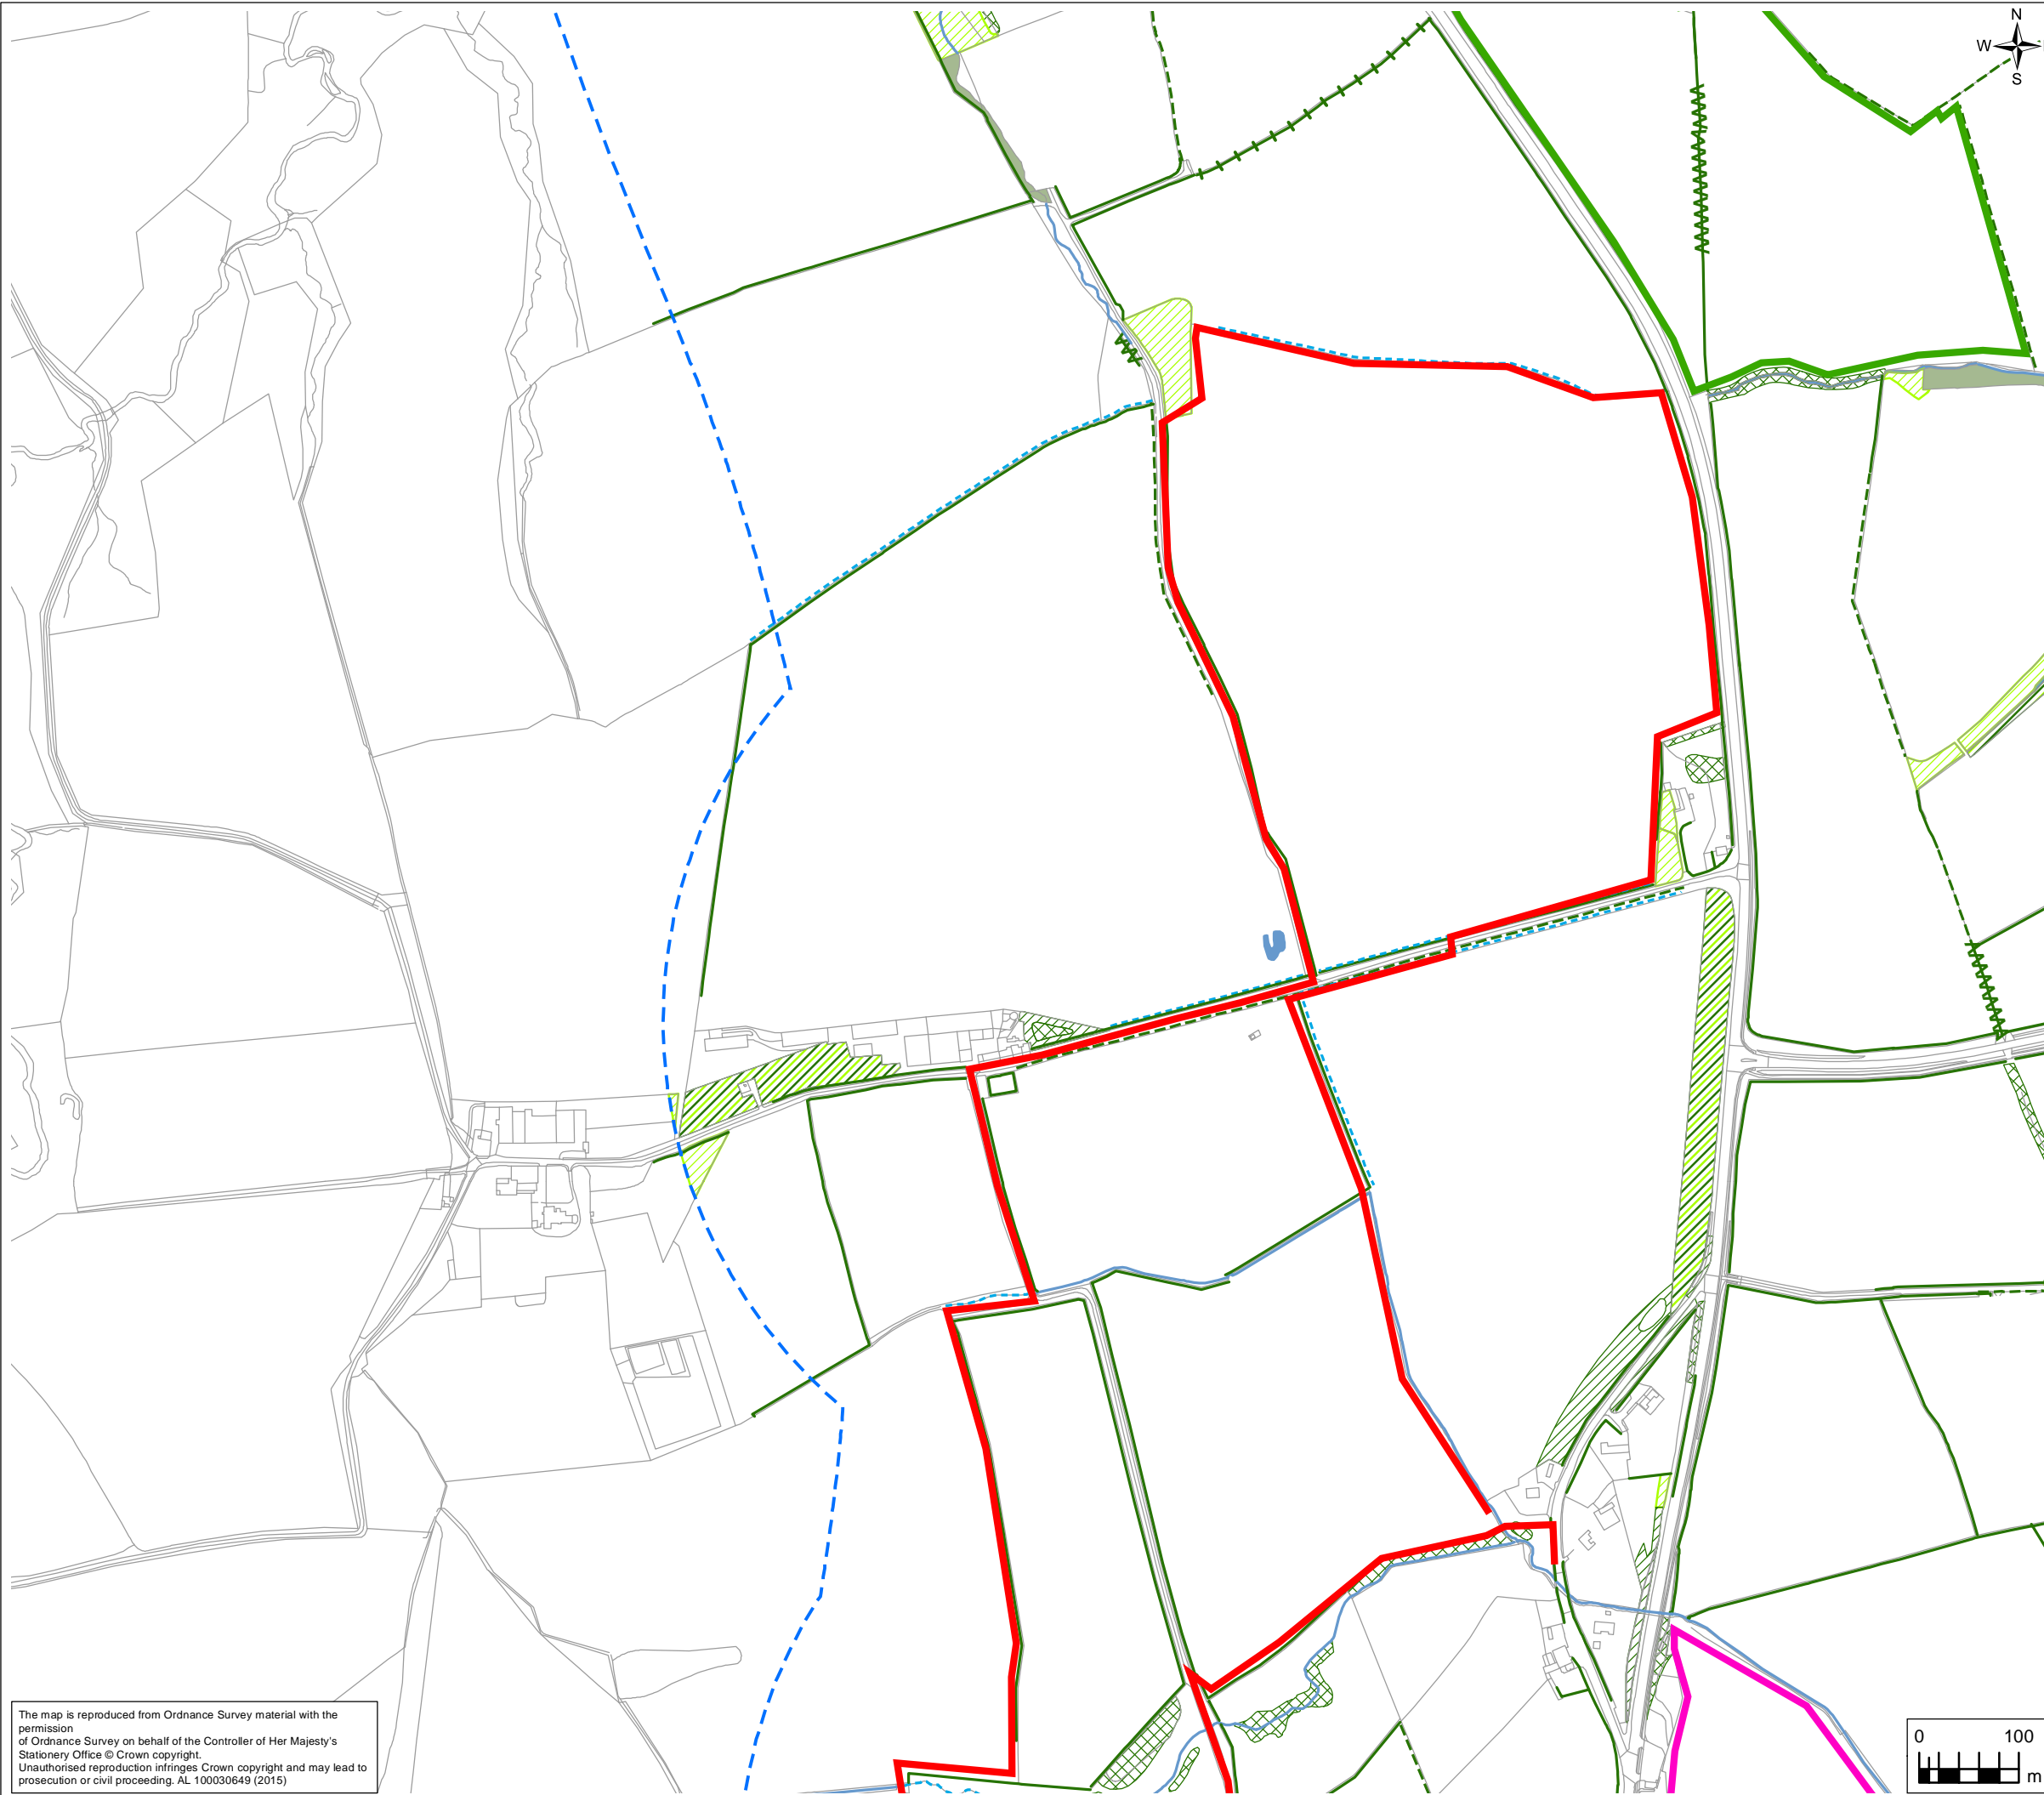 N
W
S
The map is reproduced from Ordnance Survey material with the
permission
of Ordnance Survey on behalf of the Controller of Her Majesty's
Stationery Office © Crown copyright.
Unauthorised reproduction infringes Crown copyright and may lead to
prosecution or civil proceeding. AL 100030649 (2015)
0 100
m